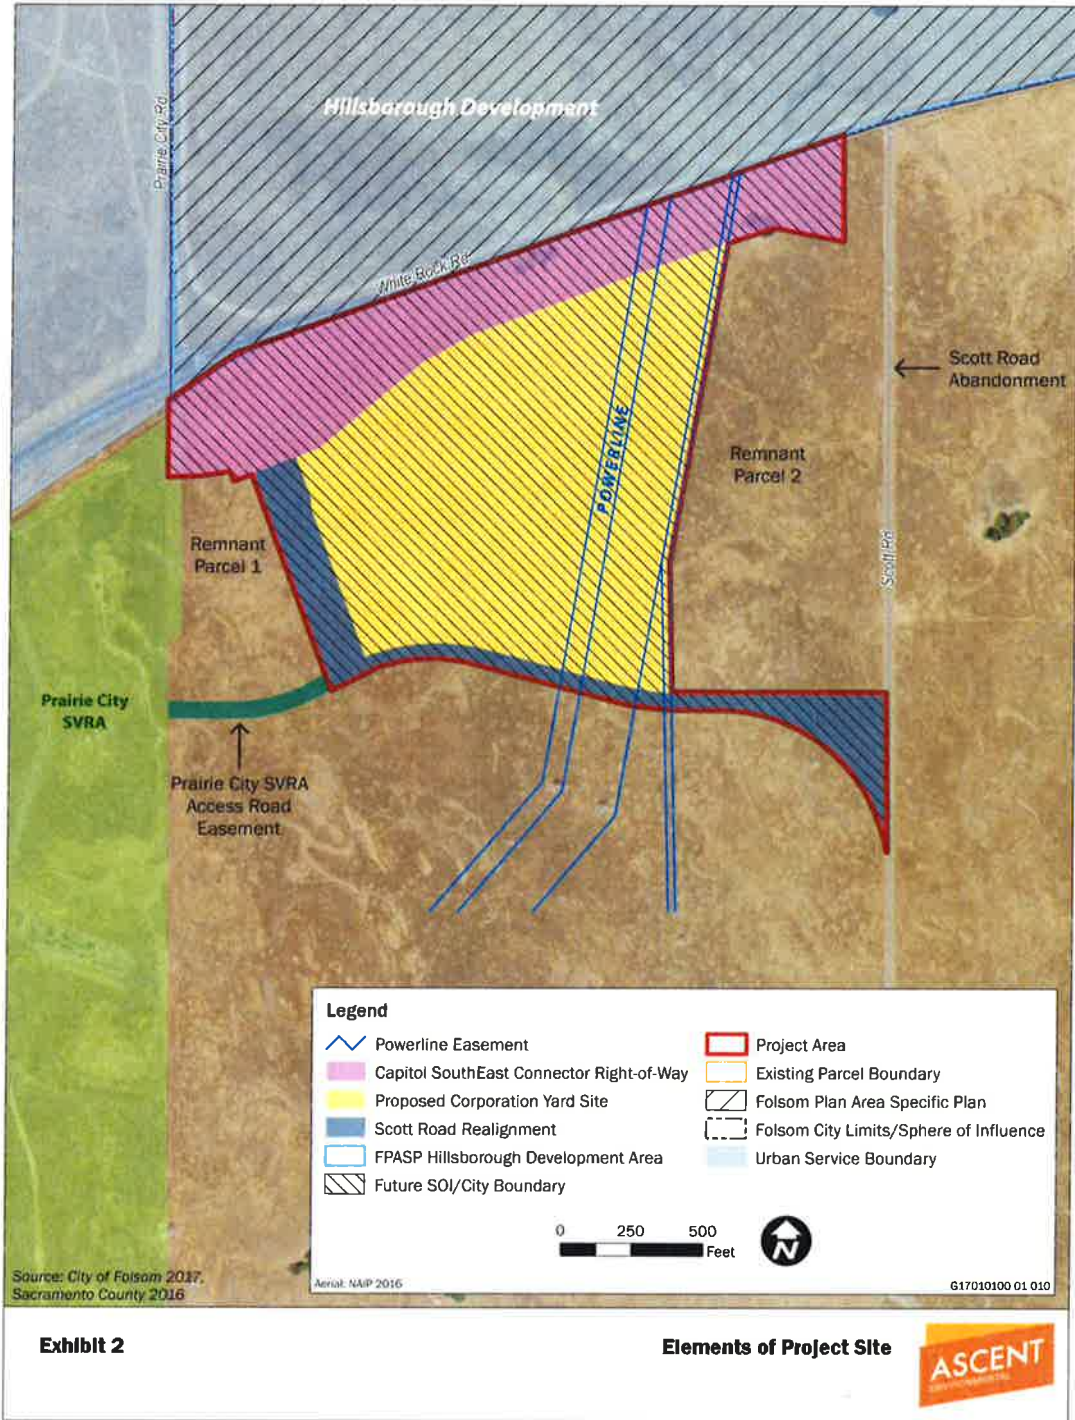 Hillsborough Development
Prairie City Rd
White Rock Rd
Scott Road
Abandonment
POWERLINE
Remnant
Parcel 2
Remnant
Parcel 1
Scott Rd
Prairie City
SVRA
Prairie City SVRA
Access Road
Easement
Legend
Powerline Easement
Capitol SouthEast Connector Right-of-Way
Proposed Corporation Yard Site
Scott Road Realignment
FPASP Hillsborough Development Area
Future SOI/City Boundary
Project Area
Existing Parcel Boundary
Folsom Plan Area Specific Plan
Folsom City Limits/Sphere of Influence
Urban Service Boundary
0 250 500
Feet
N
Source: City of Folsom 2017,
Sacramento County 2016
Aerial: NAIP 2016
G17010100 01 010
Exhibit 2
Elements of Project Site
ASCENT
ENVIRONMENTAL